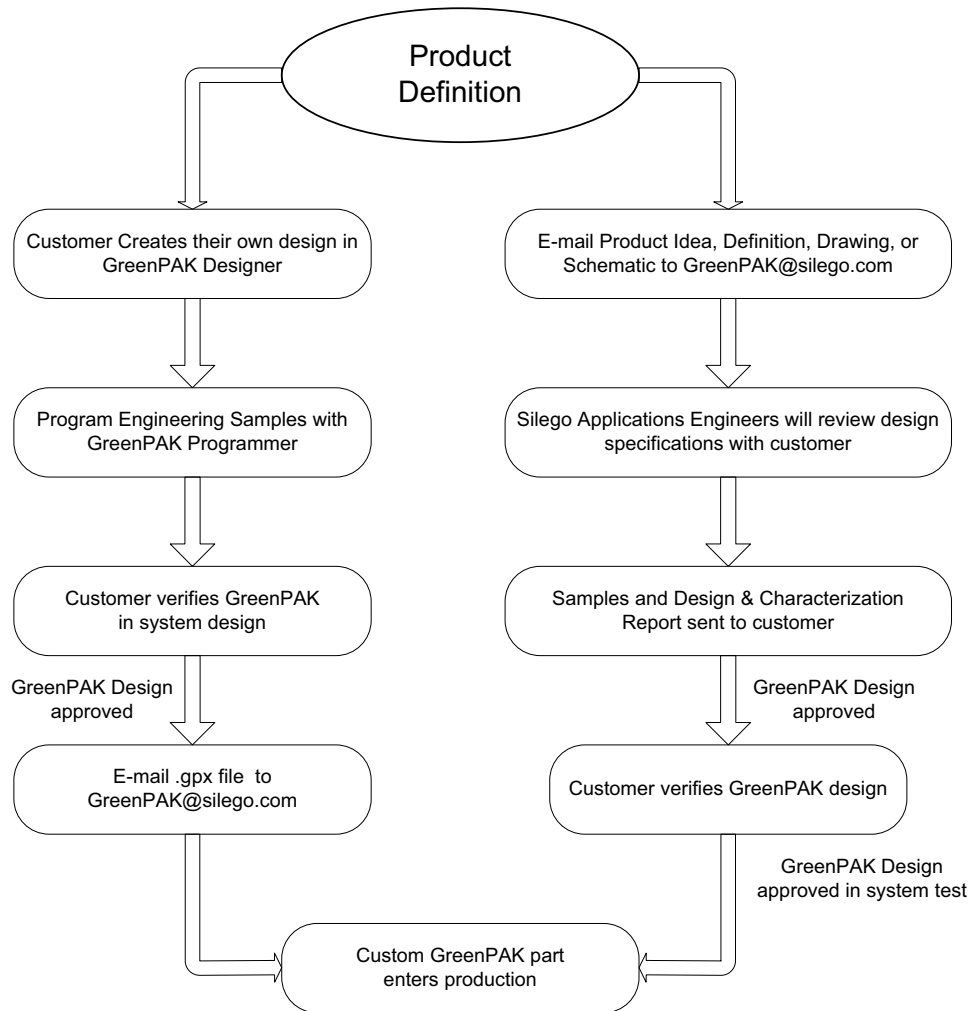 Product
Definition
Customer Creates their own design in
GreenPAK Designer
Program Engineering Samples with
GreenPAK Programmer
Customer verifies GreenPAK
in system design
GreenPAK Design
approved
E-mail .gpx file to
GreenPAK@silego.com
E-mail Product Idea, Definition, Drawing, or
Schematic to GreenPAK@silego.com
Silego Applications Engineers will review design
specifications with customer
Samples and Design & Characterization
Report sent to customer
GreenPAK Design
approved
Customer verifies GreenPAK design
GreenPAK Design
approved in system test
Custom GreenPAK part
enters production